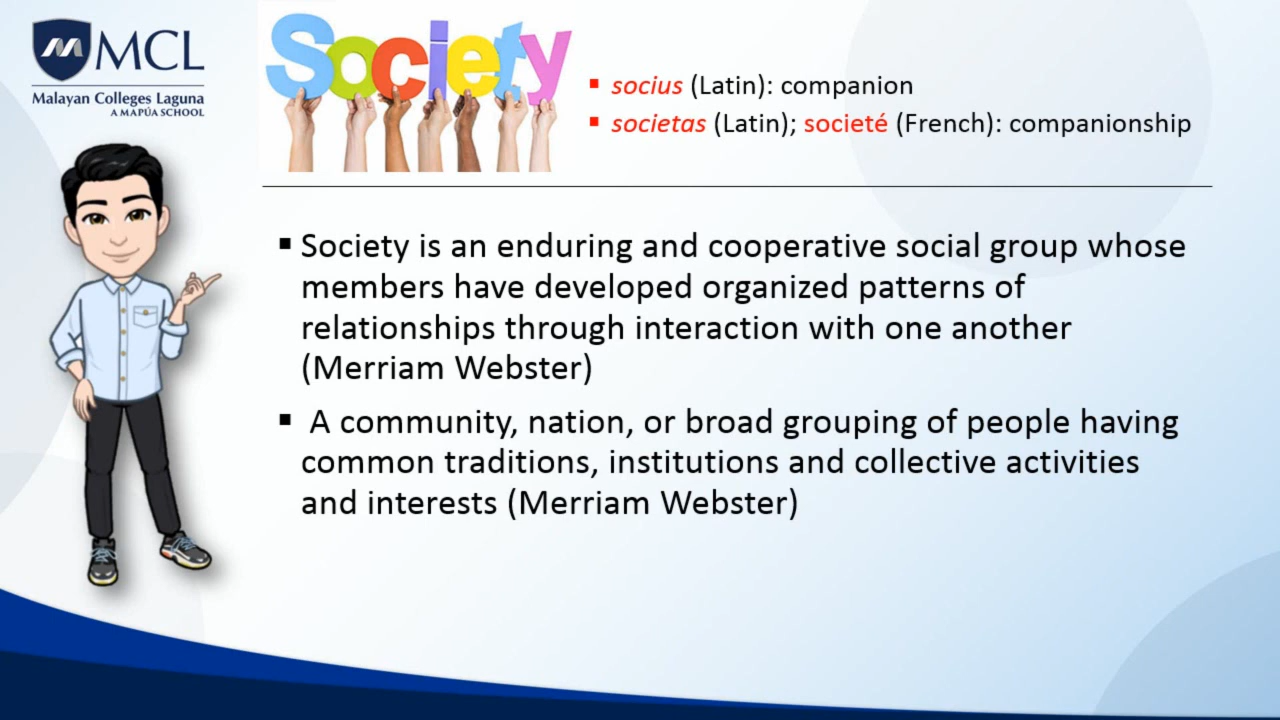 MCL
Malayan Colleges Laguna
A MAPÚA SCHOOL
Society
▪ socius (Latin): companion
▪ societas (Latin); societé (French): companionship
▪ Society is an enduring and cooperative social group whose
members have developed organized patterns of
relationships through interaction with one another
(Merriam Webster)
▪ A community, nation, or broad grouping of people having
common traditions, institutions and collective activities
and interests (Merriam Webster)